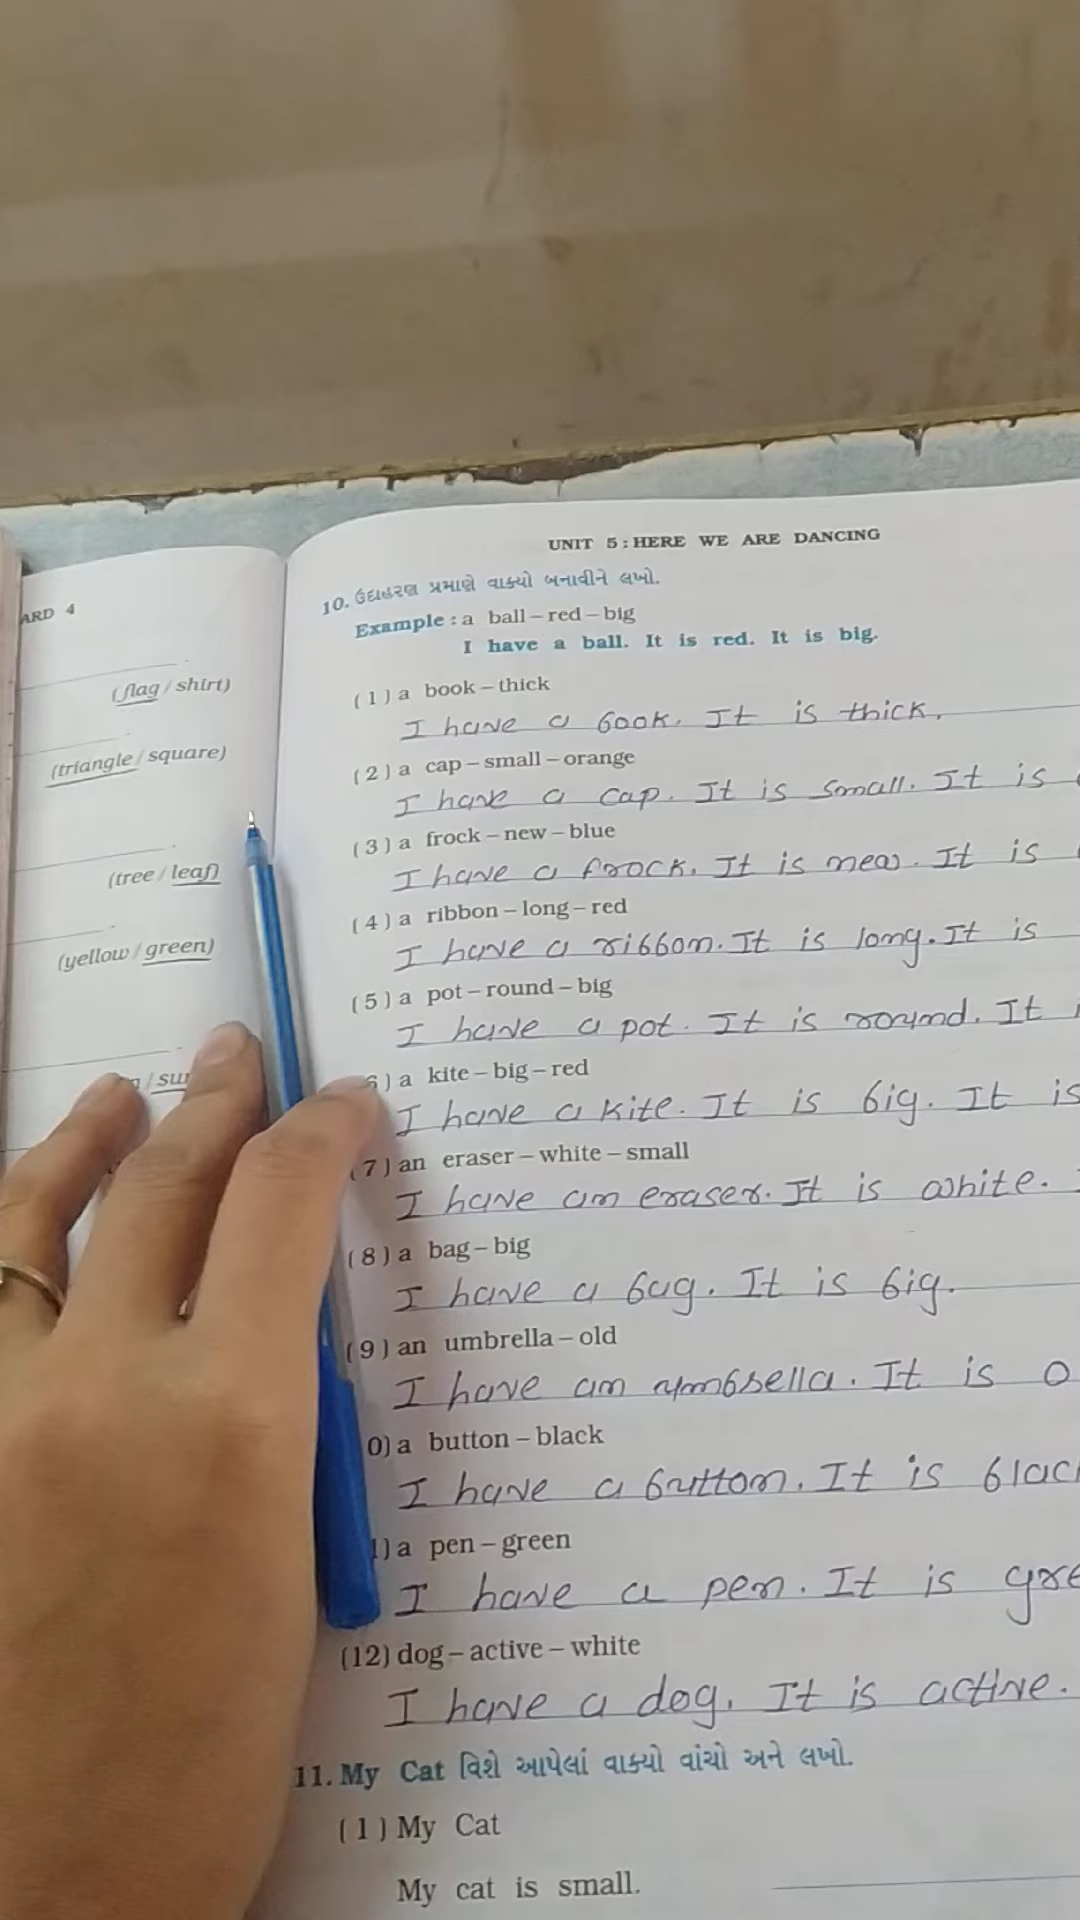 ARD 4
(flag / shirt)
(triangle / square)
(tree / leaf)
(yellow / green)
UNIT 5 : HERE WE ARE DANCING
10. ઉદાહરણ પ્રમાણે વાક્યો બનાવીને લખો.
Example : a ball – red – big
I have a ball. It is red. It is big.
(1) a book – thick
I have a book. It is thick.
(2) a cap – small – orange
I have a cap. It is small. It is
(3) a frock – new – blue
I have a frock. It is new. It is
(4) a ribbon – long – red
I have a ribbon. It is long. It is
(5) a pot – round – big
I have a pot. It is round. It
6) a kite – big – red
I have a kite. It is big. It is
(7) an eraser – white – small
I have an eraser. It is white.
(8) a bag – big
I have a bag. It is big.
(9) an umbrella – old
I have an umbrella. It is o
0) a button – black
I have a button. It is blac
1) a pen – green
I have a pen. It is gre
(12) dog – active – white
I have a dog. It is active.
11. My Cat વિશે આપેલાં વાક્યો વાંચો અને લખો.
(1) My Cat
My cat is small.